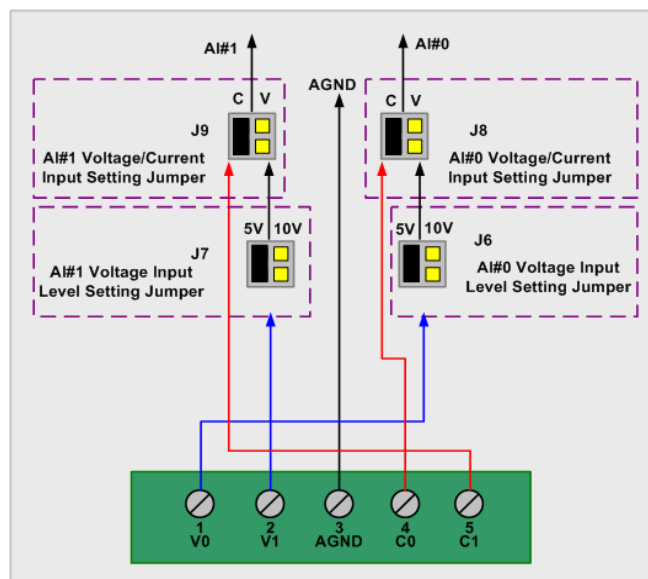 AI#1
AI#0
AGND
C V
J9
AI#1 Voltage/Current
Input Setting Jumper
C V
J8
AI#0 Voltage/Current
Input Setting Jumper
5V 10V
J7
AI#1 Voltage Input
Level Setting Jumper
5V 10V
J6
AI#0 Voltage Input
Level Setting Jumper
1 2 3 4 5
V0 V1 AGND C0 C1